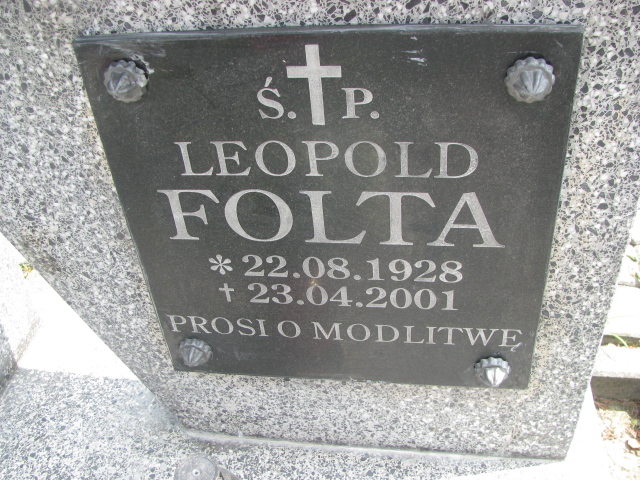 Ś. P.
LEOPOLD
FOLTA
* 22.08.1928
† 23.04.2001
PROSI O MODLITWĘ